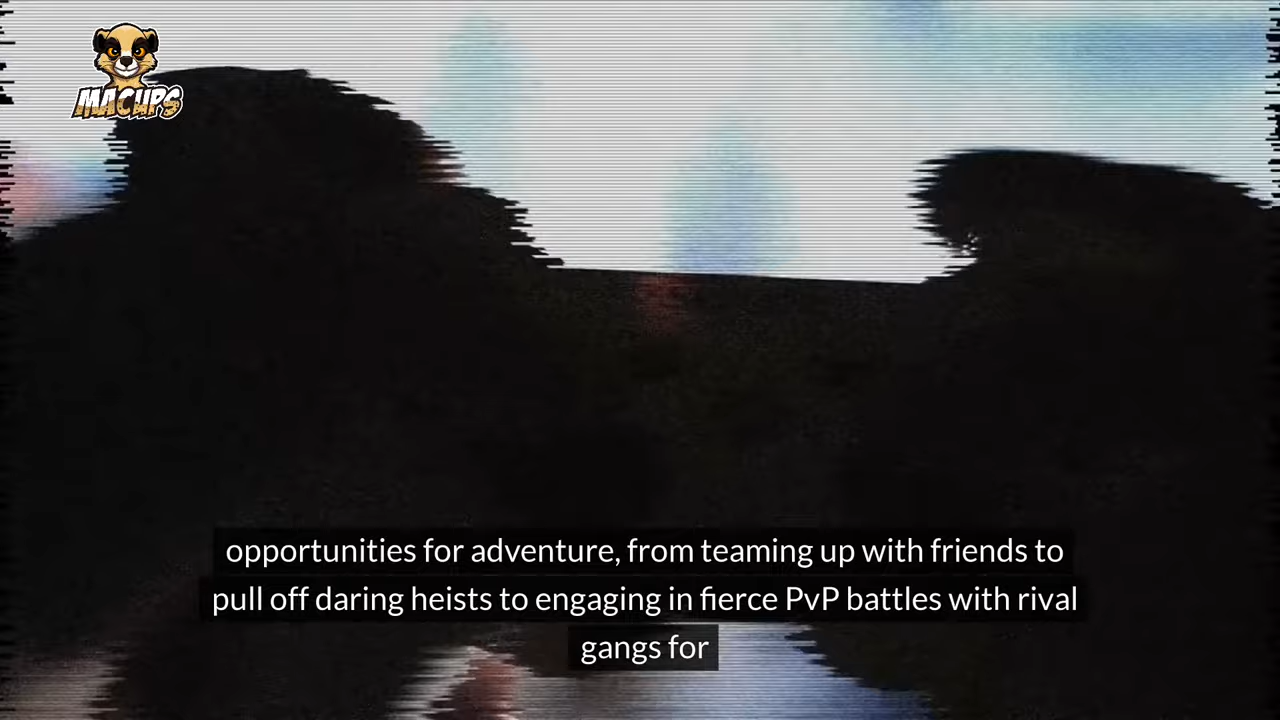 MACUPS
opportunities for adventure, from teaming up with friends to
pull off daring heists to engaging in fierce PvP battles with rival
gangs for